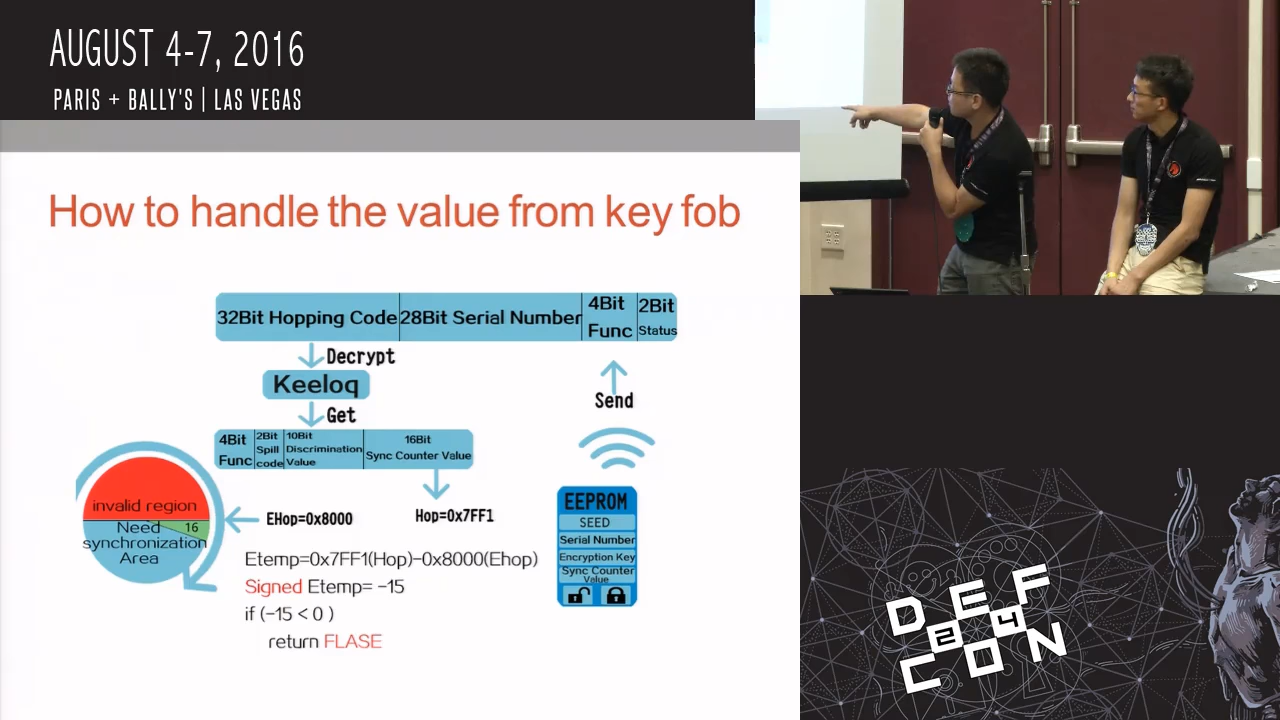 AUGUST 4-7, 2016
PARIS + BALLY'S | LAS VEGAS
How to handle the value from key fob
32Bit Hopping Code
28Bit Serial Number
4Bit
Func
2Bit
Status
Decrypt
Keeloq
Get
Send
4Bit
Func
2Bit
Spill
code
10Bit
Discrimination
Value
16Bit
Sync Counter Value
invalid region
Need
16
synchronization
Area
EHop=0x8000
Hop=0x7FF1
EEPROM
SEED
Serial Number
Encryption Key
Sync Counter
Value
Etemp=0x7FF1(Hop)-0x8000(Ehop)
Signed Etemp= -15
if (-15 < 0 )
return FLASE
DEF
24
CON